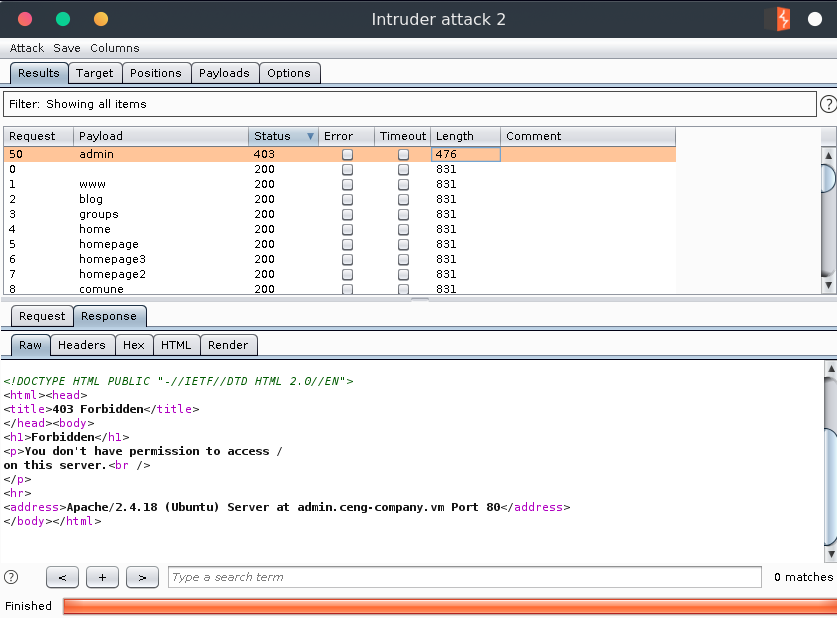 Intruder attack 2
Attack Save Columns
Results Target Positions Payloads Options
Filter: Showing all items ?
Request Payload Status Error Timeout Length Comment
50 admin 403 476
0 200 831
1 www 200 831
2 blog 200 831
3 groups 200 831
4 home 200 831
5 homepage 200 831
6 homepage3 200 831
7 homepage2 200 831
8 comune 200 831
Request Response
Raw Headers Hex HTML Render
<!DOCTYPE HTML PUBLIC "-//IETF//DTD HTML 2.0//EN">
<html><head>
<title>403 Forbidden</title>
</head><body>
<h1>Forbidden</h1>
<p>You don't have permission to access /
on this server.<br />
</p>
<hr>
<address>Apache/2.4.18 (Ubuntu) Server at admin.ceng-company.vm Port 80</address>
</body></html>
? < + > Type a search term 0 matches
Finished